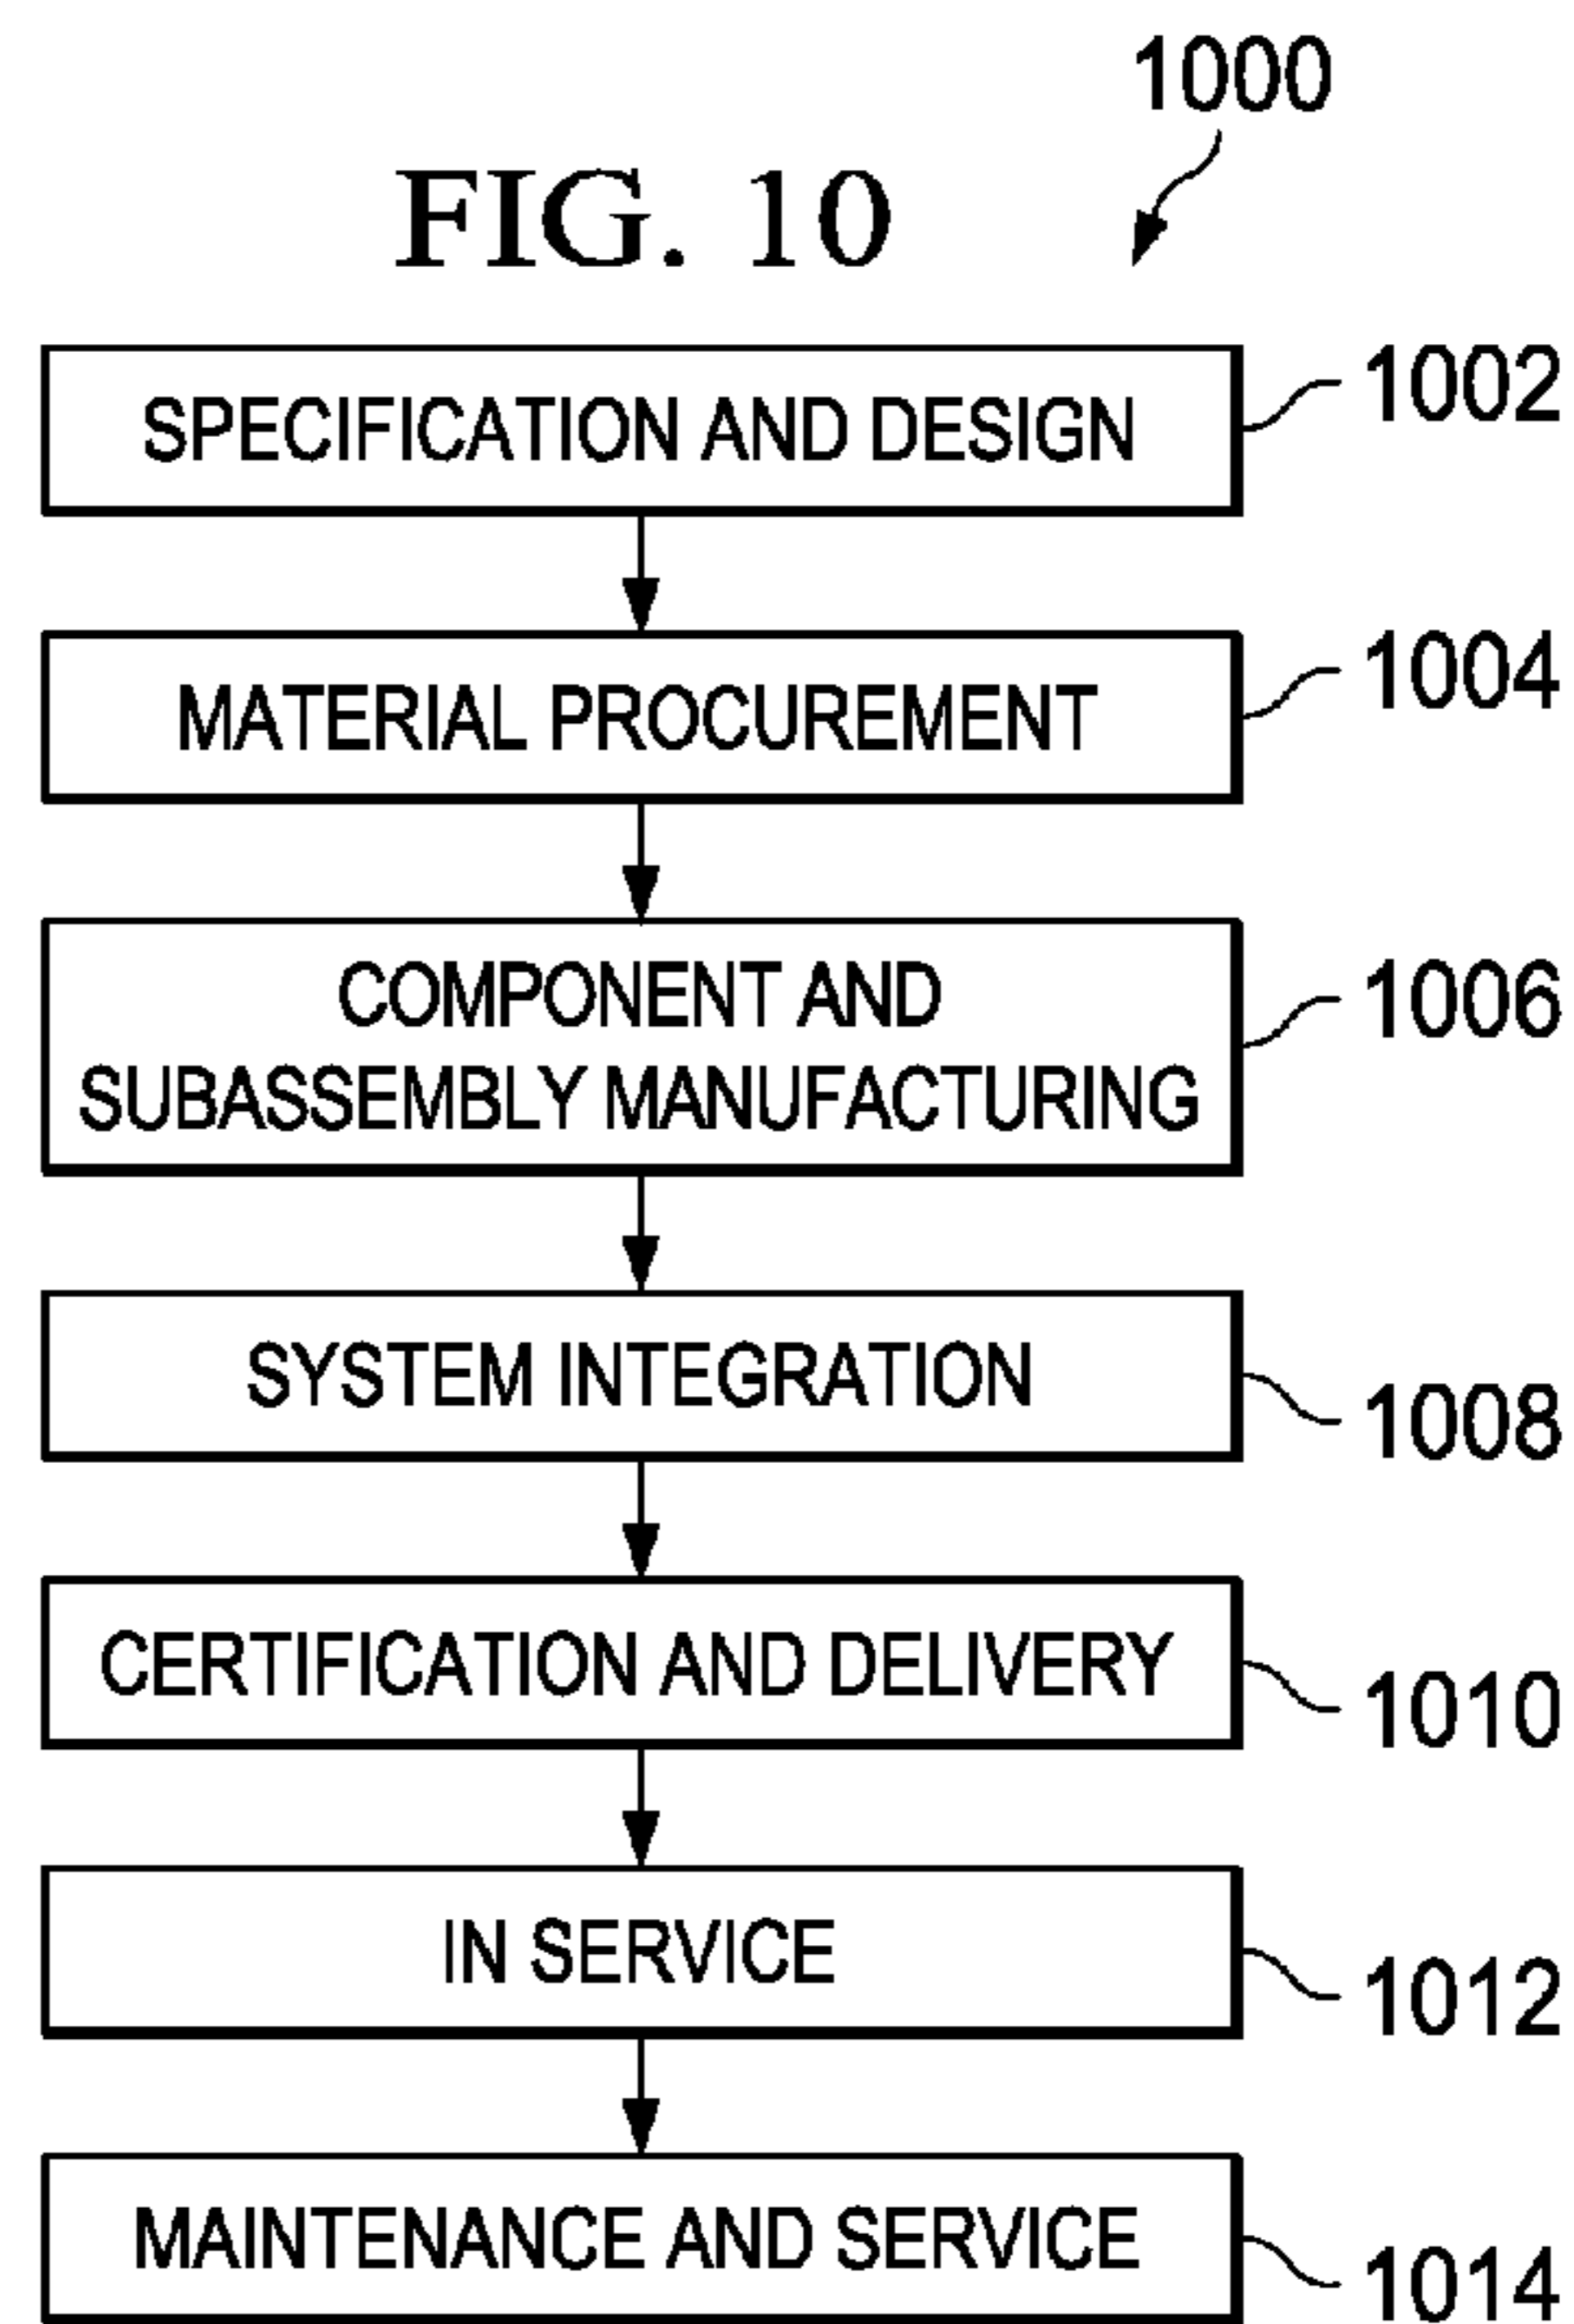 1000
FIG. 10
SPECIFICATION AND DESIGN
1002
MATERIAL PROCUREMENT
1004
COMPONENT AND
SUBASSEMBLY MANUFACTURING
1006
SYSTEM INTEGRATION
1008
CERTIFICATION AND DELIVERY
1010
IN SERVICE
1012
MAINTENANCE AND SERVICE
1014